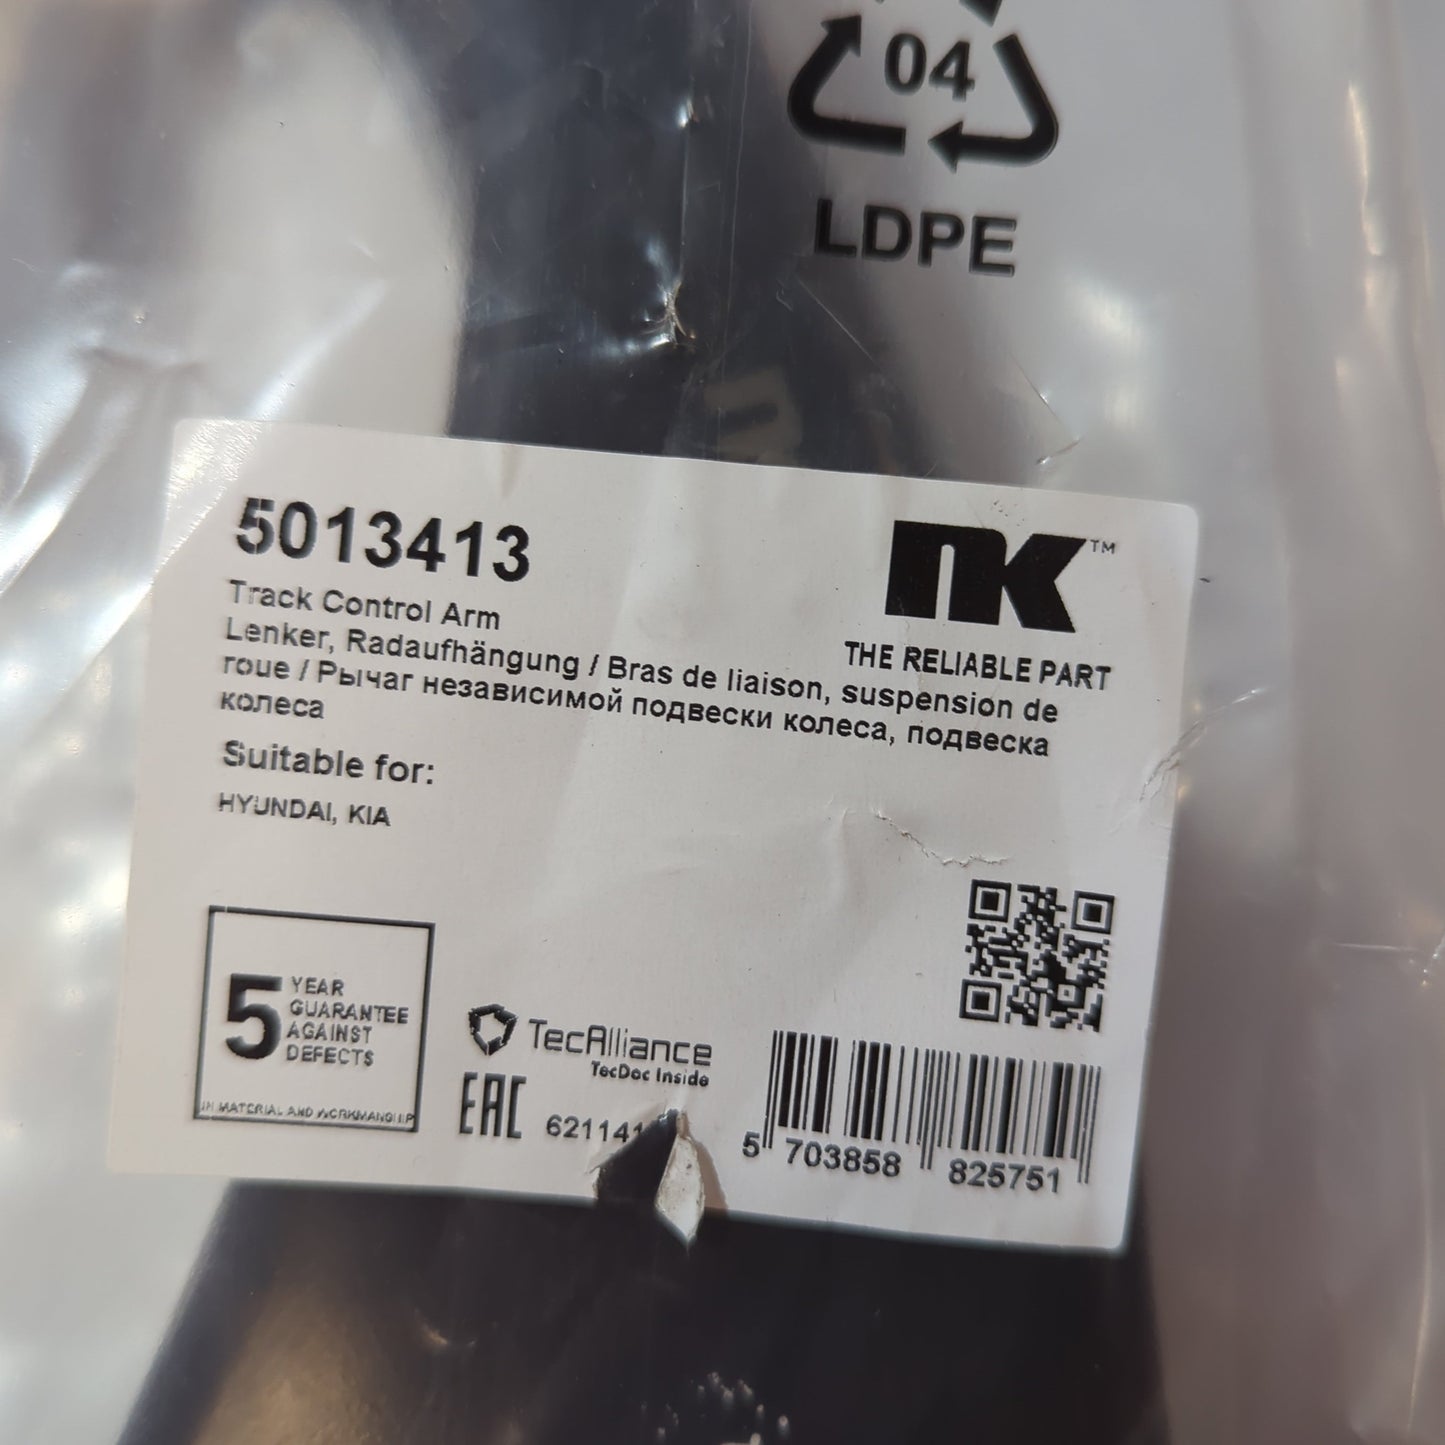 04
LDPE
5013413
NK™
THE RELIABLE PART
Track Control Arm
Lenker, Radaufhängung / Bras de liaison, suspension de
roue / Рычаг независимой подвески колеса, подвеска
колеса
Suitable for:
HYUNDAI, KIA
5 YEAR
GUARANTEE
AGAINST
DEFECTS
IN MATERIAL AND WORKMANSHIP
TecAlliance
TecDoc Inside
EAC
5 703858 825751